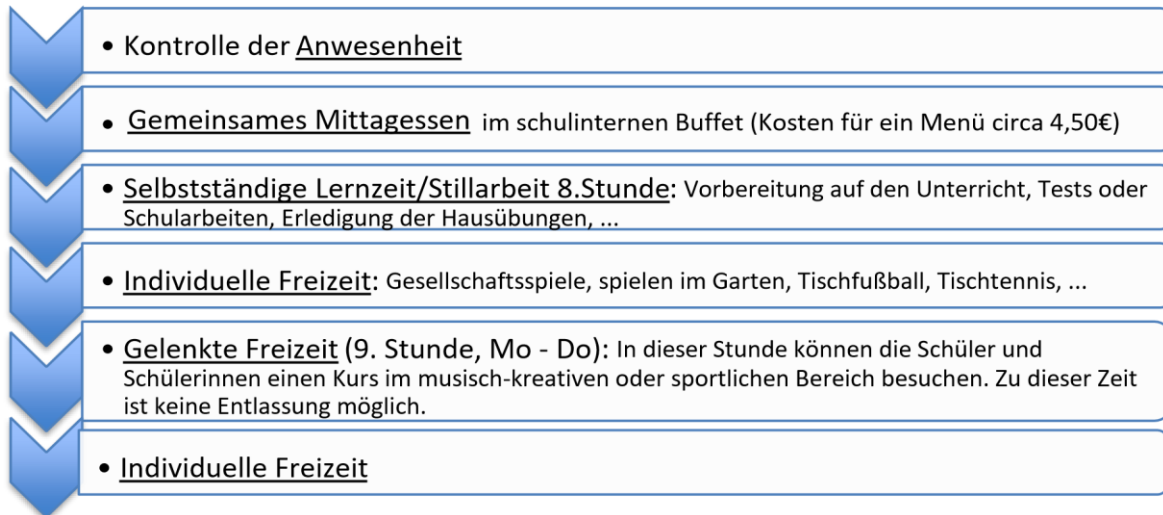 • Kontrolle der Anwesenheit
• Gemeinsames Mittagessen im schulinternen Buffet (Kosten für ein Menü circa 4,50€)
• Selbstständige Lernzeit/Stillarbeit 8.Stunde: Vorbereitung auf den Unterricht, Tests oder
Schularbeiten, Erledigung der Hausübungen, ...
• Individuelle Freizeit: Gesellschaftsspiele, spielen im Garten, Tischfußball, Tischtennis, ...
• Gelenkte Freizeit (9. Stunde, Mo - Do): In dieser Stunde können die Schüler und
Schülerinnen einen Kurs im musisch-kreativen oder sportlichen Bereich besuchen. Zu dieser Zeit
ist keine Entlassung möglich.
• Individuelle Freizeit